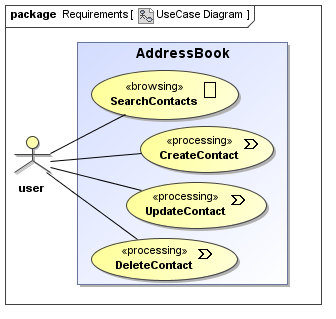 package Requirements[ UseCase Diagram ]
AddressBook
«browsing»
SearchContacts
«processing»
CreateContact
user
«processing»
UpdateContact
«processing»
DeleteContact